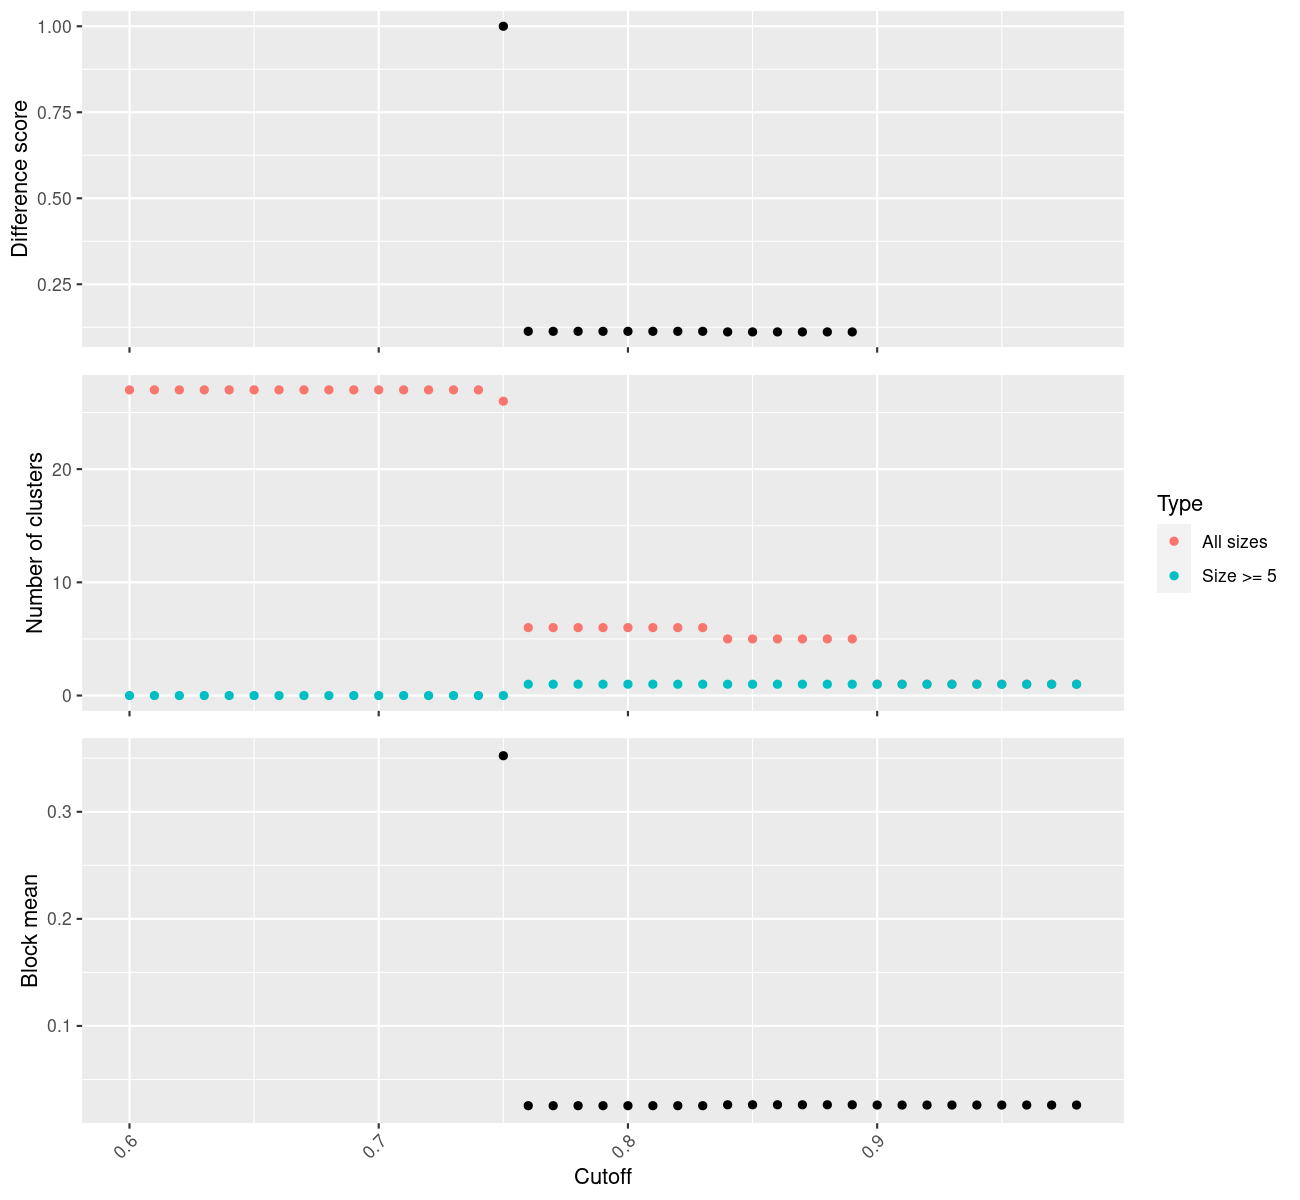 Difference score
1.00
0.75
0.50
0.25
Number of clusters
20
10
0
Type
All sizes
Size >= 5
Block mean
0.3
0.2
0.1
0.6
0.7
0.8
0.9
Cutoff